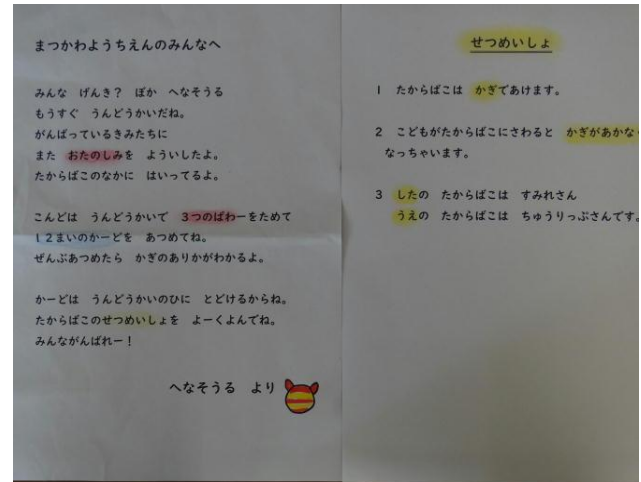 まつかわようちえんのみんなへ
みんな げんき？ ぼか へなそうる
もうすぐ うんどうかいだね。
がんばっているきみたちに
また おたのしみを よういしたよ。
たからばこのなかに はいってるよ。
こんどは うんどうかいで 3つのぱわーをためて
12まいのかーどを あつめてね。
ぜんぶあつめたら かぎのありかがわかるよ。
かーどは うんどうかいのひに とどけるからね。
たからばこのせつめいしょを よーくよんでね。
みんながんばれー！
へなそうる より
せつめいしょ
1 たからばこは かぎであけます。
2 こどもがたからばこにさわると かぎがあかなく
なっちゃいます。
3 したの たからばこは すみれさん
うえの たからばこは ちゅうりっぷさんです。